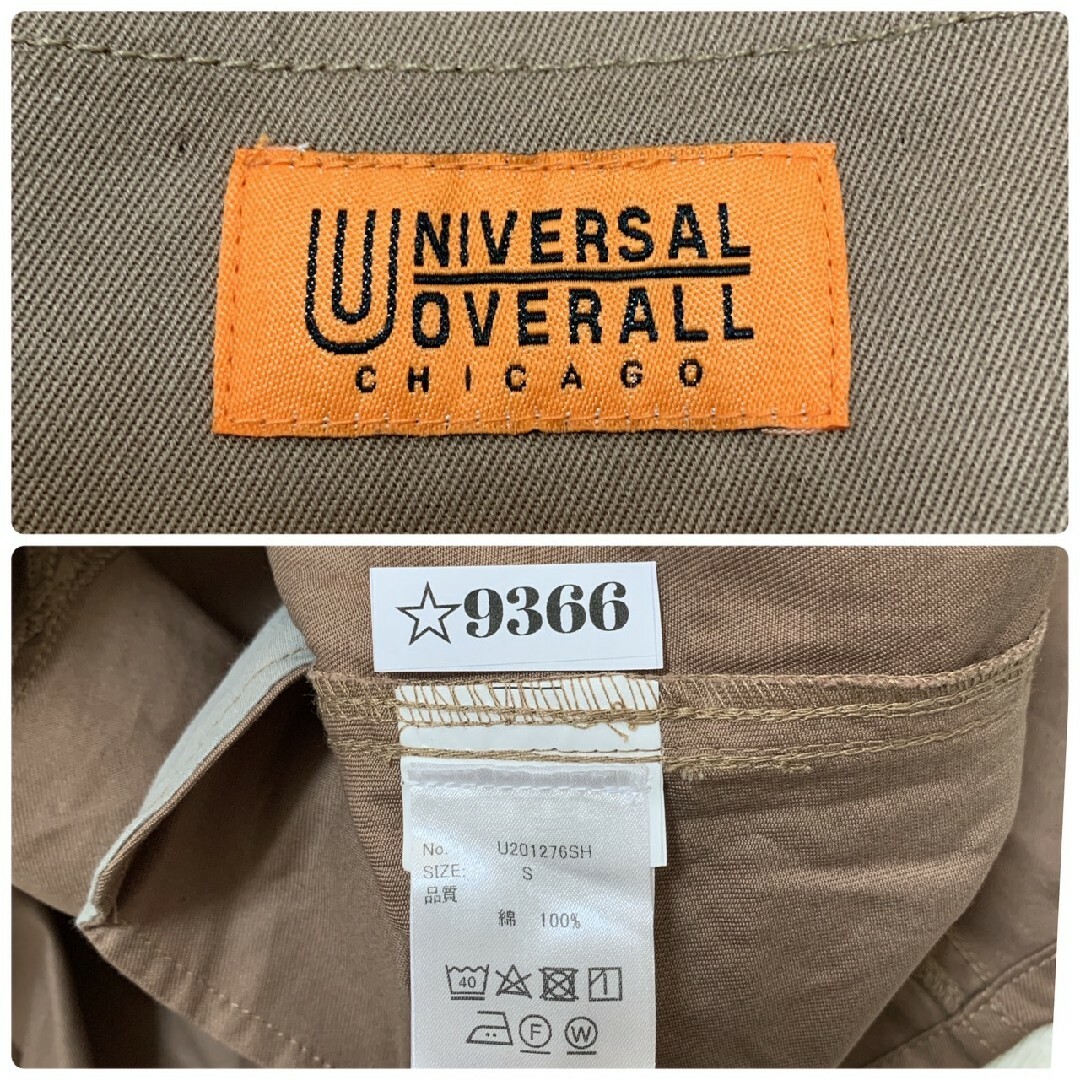 UNIVERSAL
OVERALL
CHICAGO
☆9366
No. U201276SH
SIZE: S
品質
綿 100%
40
F W